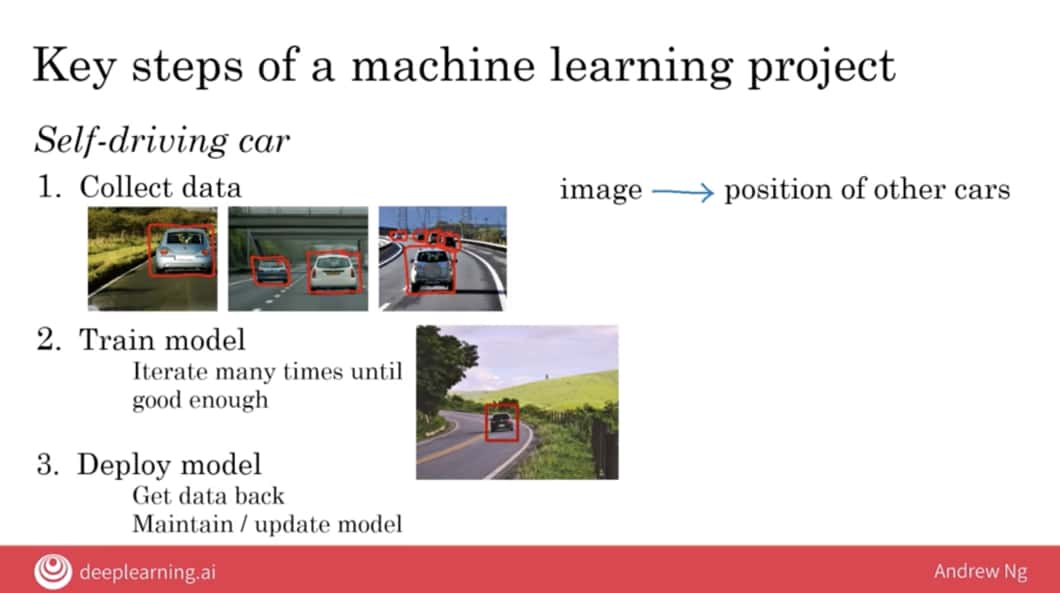 Key steps of a machine learning project
Self-driving car
1. Collect data
image → position of other cars
2. Train model
Iterate many times until
good enough
3. Deploy model
Get data back
Maintain / update model
deeplearning.ai
Andrew Ng